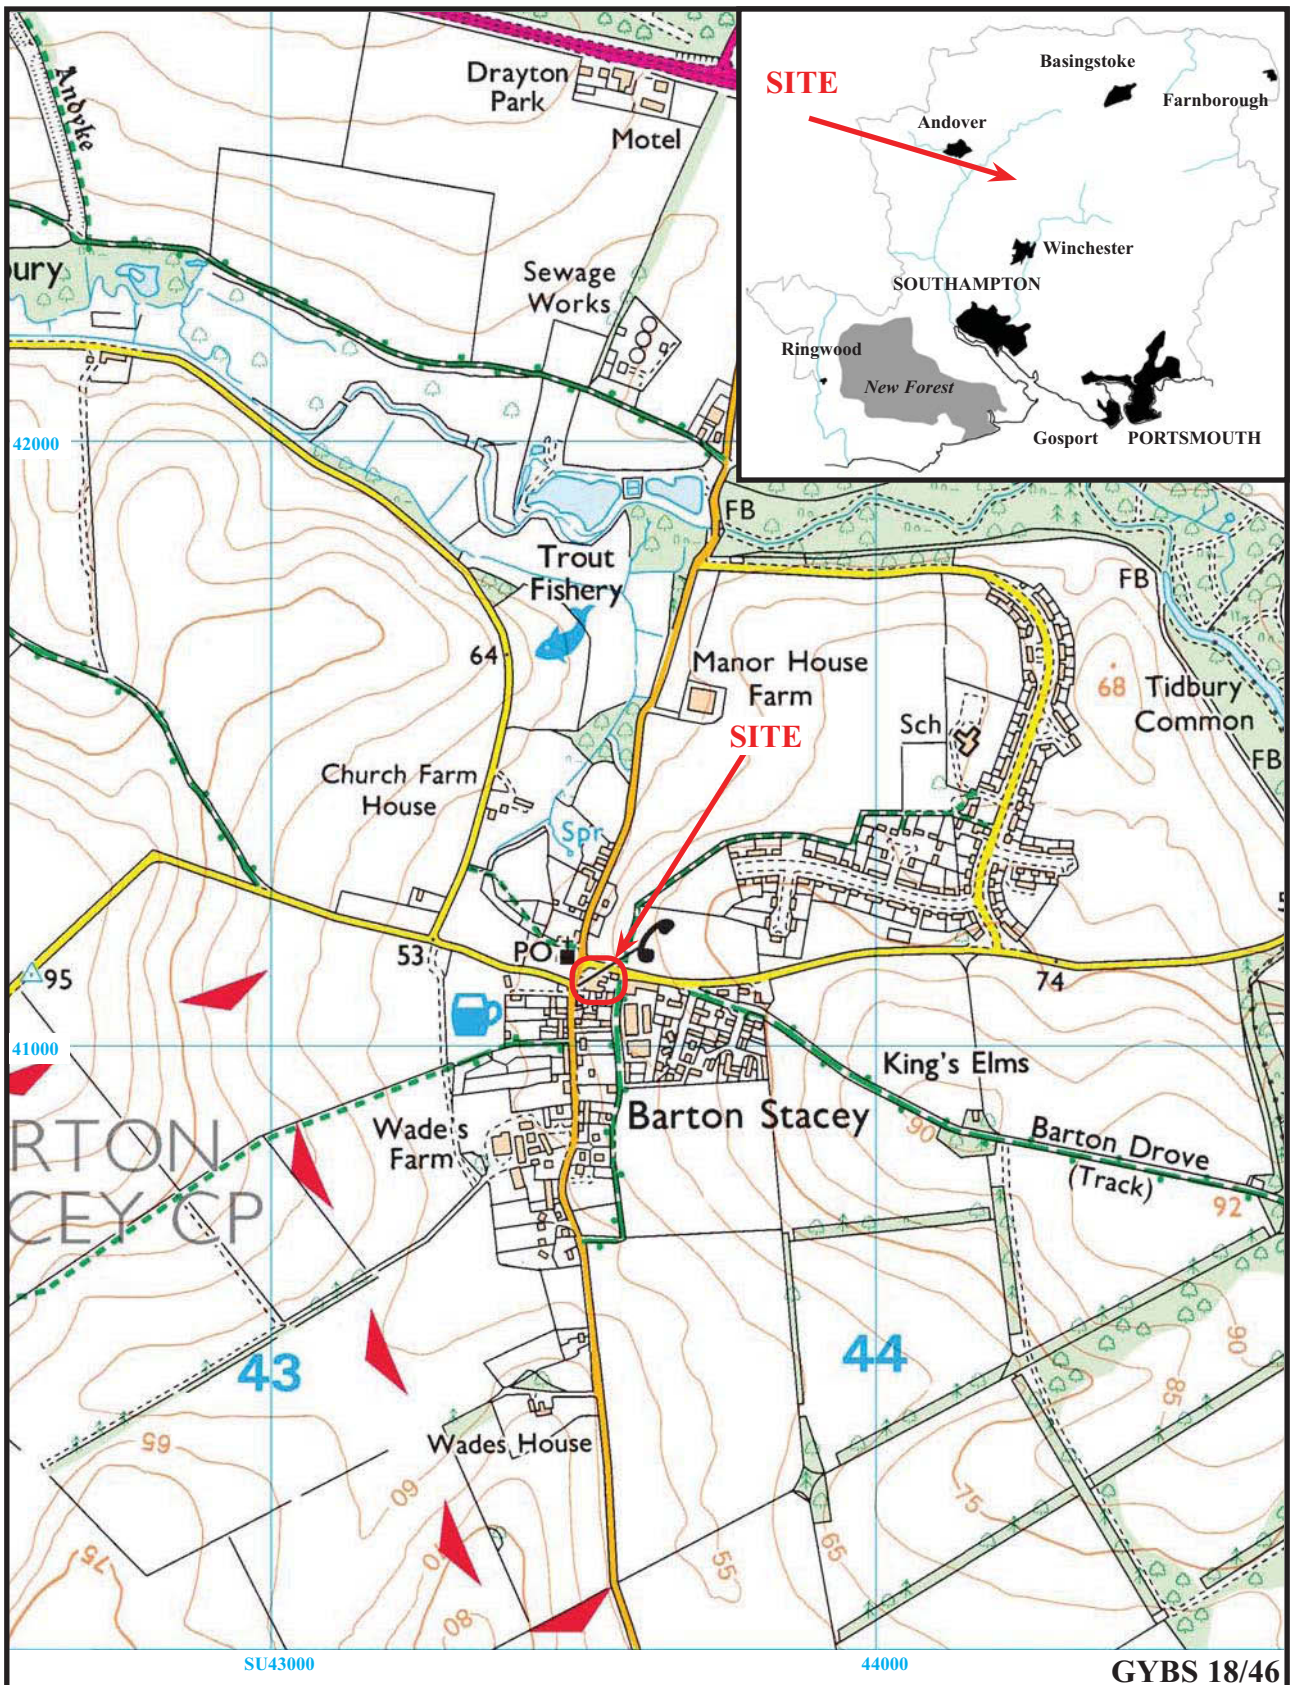 Drayton
Park
Motel
Andyke
bury
Sewage
Works
42000
FB
Trout
Fishery
64
Manor House
Farm
SITE
Sch
68
Tidbury
Common
FB
FB
Church Farm
House
Spr
PO
53
95
74
5
41000
King's Elms
Barton Stacey
Barton Drove
(Track)
90
92
Wade's
Farm
RTON
CEY CP
43
44
90
85
65
60
75
Wades House
70
80
55
65
75
SU43000
44000
GYBS 18/46
SITE
Basingstoke
Farnborough
Andover
Winchester
SOUTHAMPTON
Ringwood
New Forest
Gosport
PORTSMOUTH